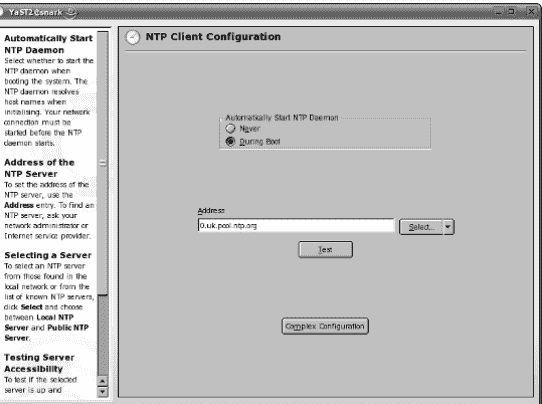 YaST2@snark
Automatically Start
NTP Daemon
Select whether to start the
NTP daemon when
booting the system. The
NTP daemon resolves
host names when
initialising. Your network
connection must be
started before the NTP
daemon starts.
Address of the
NTP Server
To set the address of the
NTP server, use the
Address entry. To find an
NTP server, ask your
network administrator or
Internet service provider.
Selecting a Server
To select an NTP server
from those found in the
local network or from the
list of known NTP servers,
click Select and choose
between Local NTP
Server and Public NTP
Server.
Testing Server
Accessibility
To test if the selected
server is up and
NTP Client Configuration
Automatically Start NTP Daemon
Never
During Boot
Address
0.uk.pool.ntp.org
Select...
Test
Complex Configuration